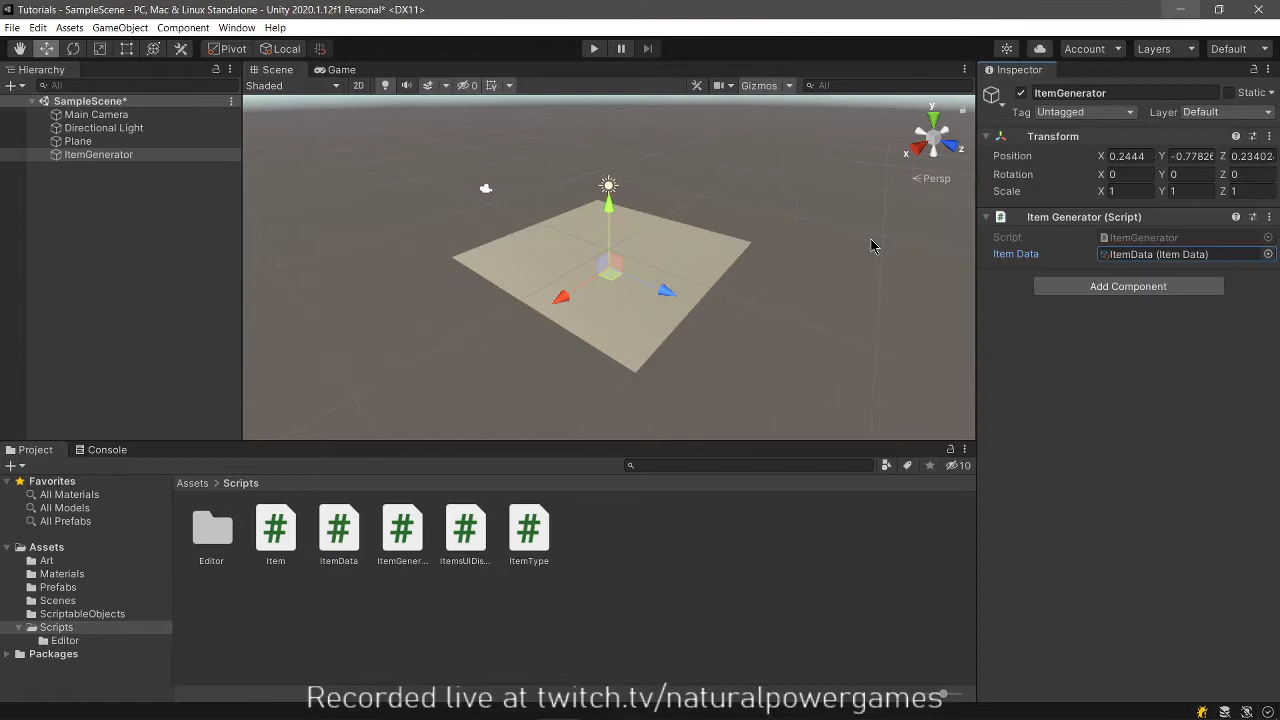 Tutorials - SampleScene - PC, Mac & Linux Standalone - Unity 2020.1.12f1 Personal* <DX11>
File Edit Assets GameObject Component Window Help
Pivot Local Account Layers Default
Hierarchy
All
SampleScene*
Main Camera
Directional Light
Plane
ItemGenerator
Scene Game
Shaded 2D 0 Gizmos All
y
x z
Persp
Inspector
ItemGenerator Static
Tag Untagged Layer Default
Transform
Position X 0.2444 Y -0.77826 Z 0.23402
Rotation X 0 Y 0 Z 0
Scale X 1 Y 1 Z 1
Item Generator (Script)
Script ItemGenerator
Item Data ItemData (Item Data)
Add Component
Project Console
10
Favorites
All Materials
All Models
All Prefabs
Assets
Art
Materials
Prefabs
Scenes
ScriptableObjects
Scripts
Editor
Packages
Assets > Scripts
Editor Item ItemData ItemGener... ItemsUIDis... ItemType
Recorded live at twitch.tv/naturalpowergames